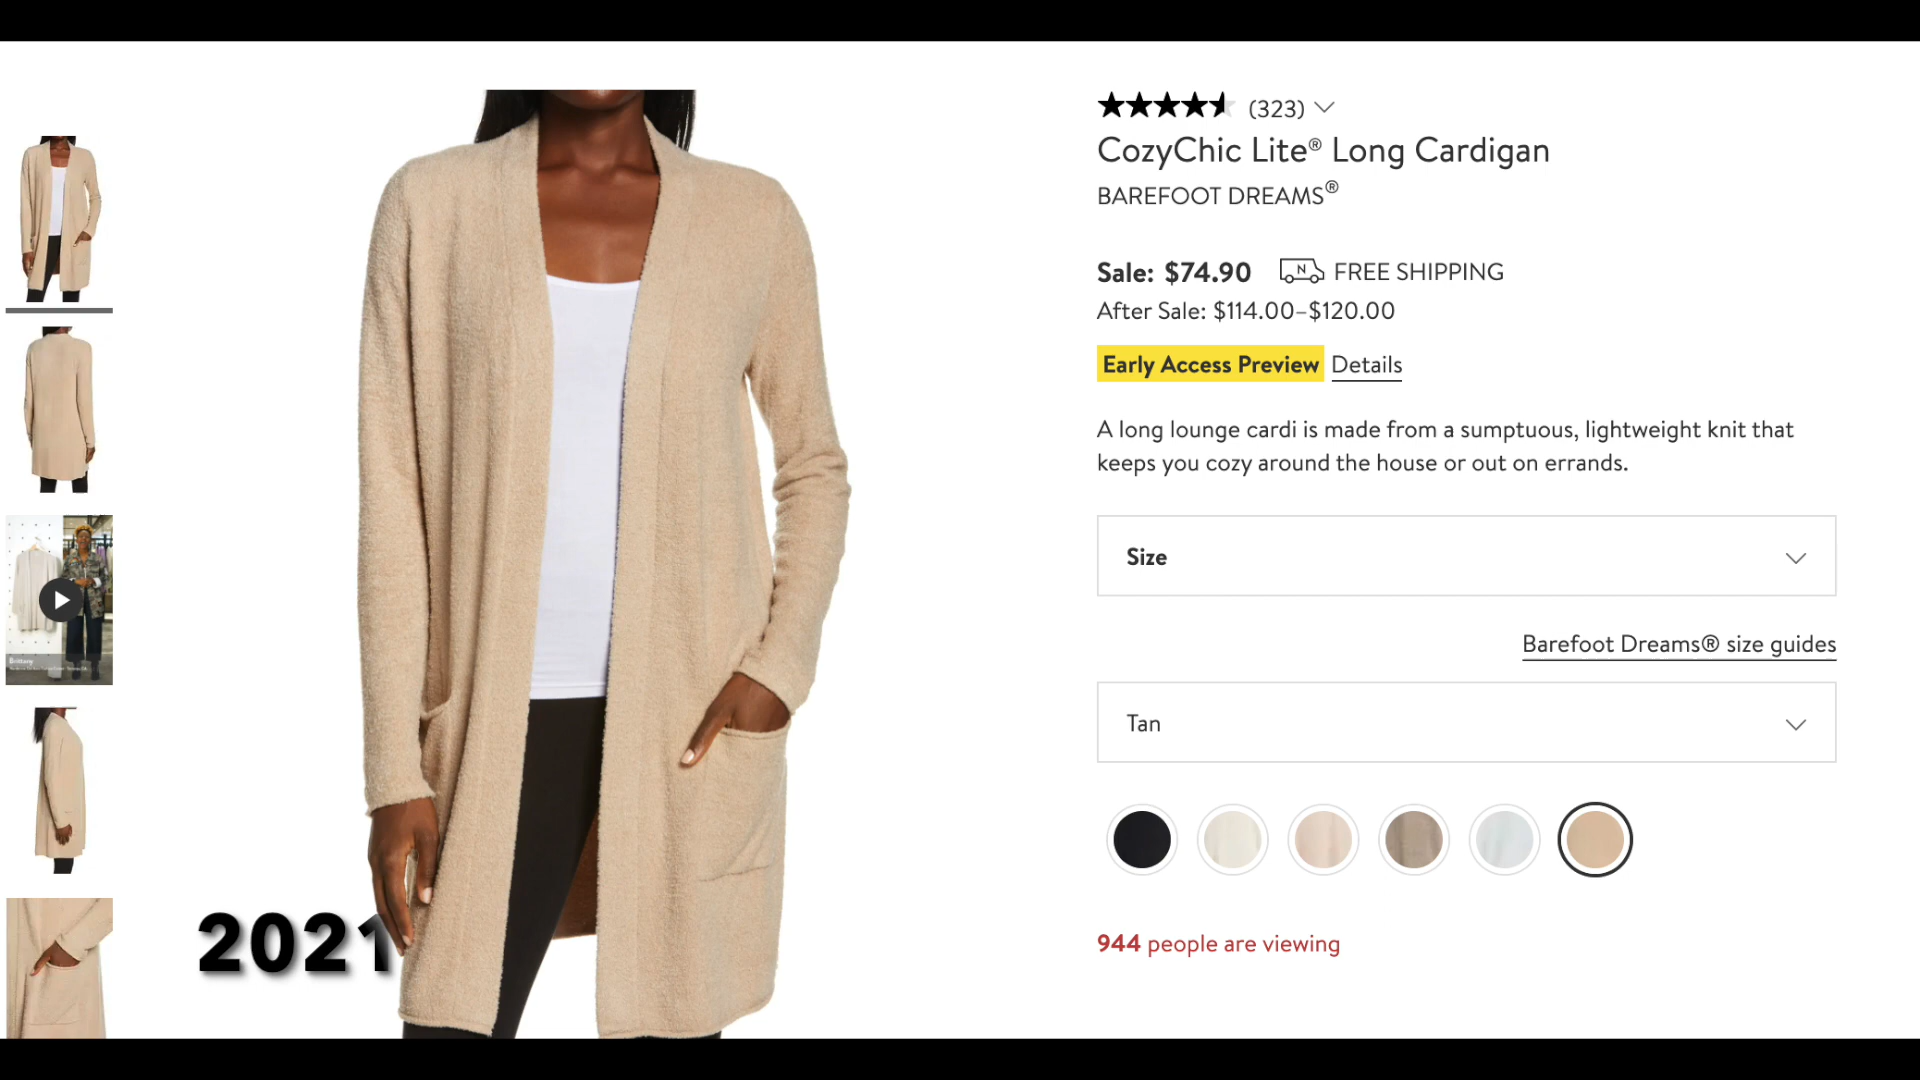 (323)
CozyChic Lite® Long Cardigan
BAREFOOT DREAMS®
Sale: $74.90 N FREE SHIPPING
After Sale: $114.00–$120.00
Early Access Preview Details
A long lounge cardi is made from a sumptuous, lightweight knit that
keeps you cozy around the house or out on errands.
Size
Barefoot Dreams® size guides
Tan
944 people are viewing
Brittany
2021